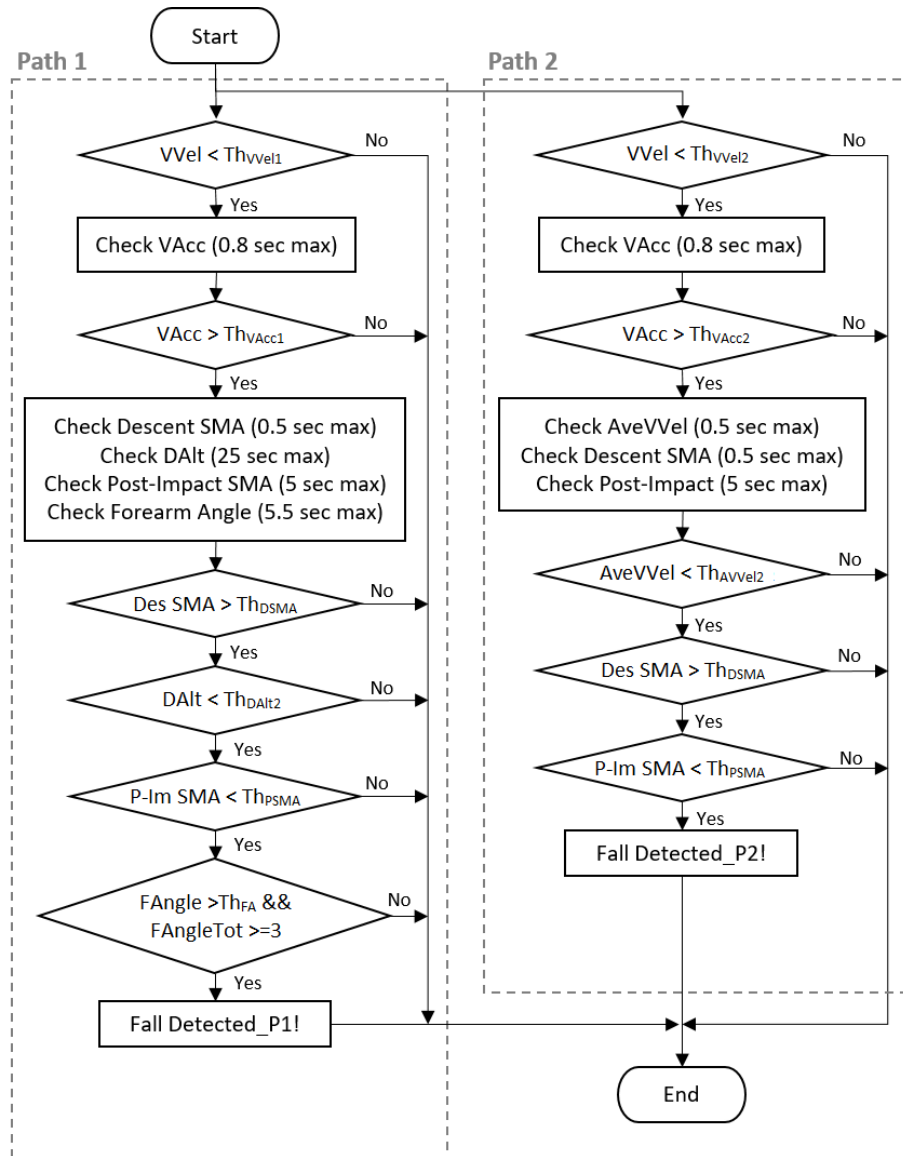 Start
Path 1
VVel < ThVVel1
No
Yes
Check VAcc (0.8 sec max)
VAcc > ThVAcc1
No
Yes
Check Descent SMA (0.5 sec max)
Check DAlt (25 sec max)
Check Post-Impact SMA (5 sec max)
Check Forearm Angle (5.5 sec max)
Des SMA > ThDSMA
No
Yes
DAlt < ThDAlt2
No
Yes
P-Im SMA < ThPSMA
No
Yes
FAngle >ThFA &&
FAngleTot >=3
No
Yes
Fall Detected_P1!
Path 2
VVel < ThVVel2
No
Yes
Check VAcc (0.8 sec max)
VAcc > ThVAcc2
No
Yes
Check AveVVel (0.5 sec max)
Check Descent SMA (0.5 sec max)
Check Post-Impact (5 sec max)
AveVVel < ThAVVel2
No
Yes
Des SMA > ThDSMA
No
Yes
P-Im SMA < ThPSMA
No
Yes
Fall Detected_P2!
End